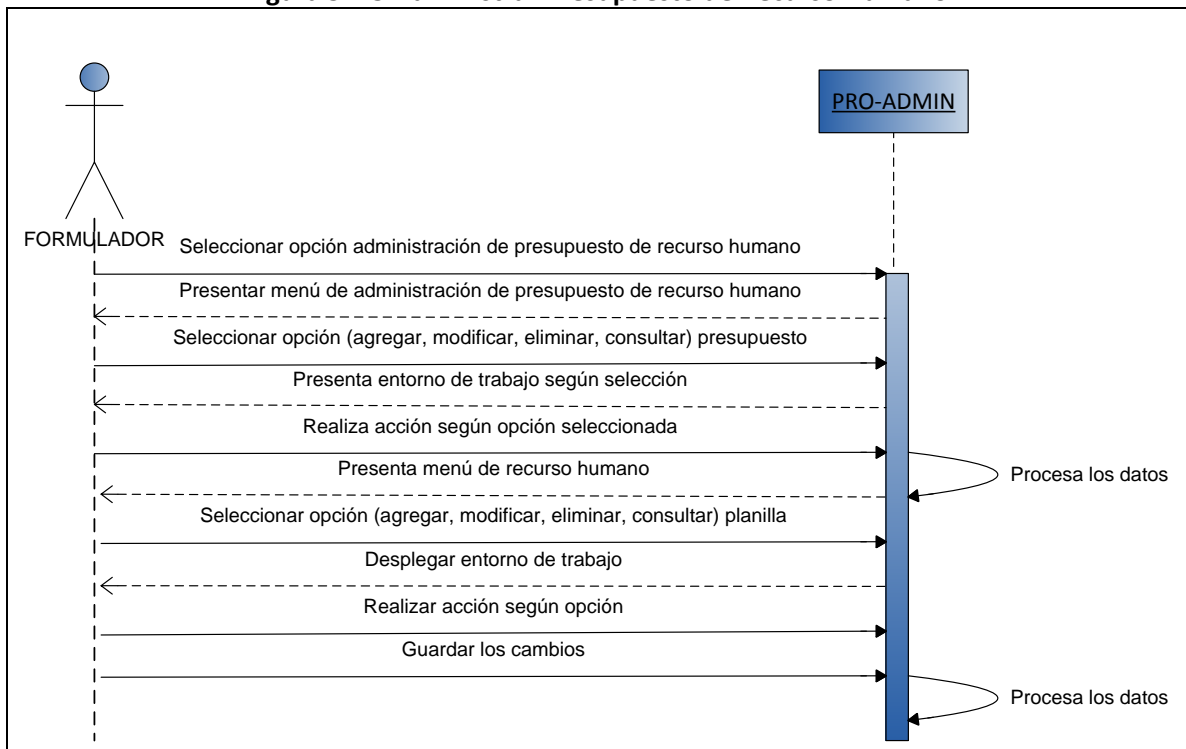 PRO-ADMIN
FORMULADOR
Seleccionar opción administración de presupuesto de recurso humano
Presentar menú de administración de presupuesto de recurso humano
Seleccionar opción (agregar, modificar, eliminar, consultar) presupuesto
Presenta entorno de trabajo según selección
Realiza acción según opción seleccionada
Presenta menú de recurso humano
Procesa los datos
Seleccionar opción (agregar, modificar, eliminar, consultar) planilla
Desplegar entorno de trabajo
Realizar acción según opción
Guardar los cambios
Procesa los datos